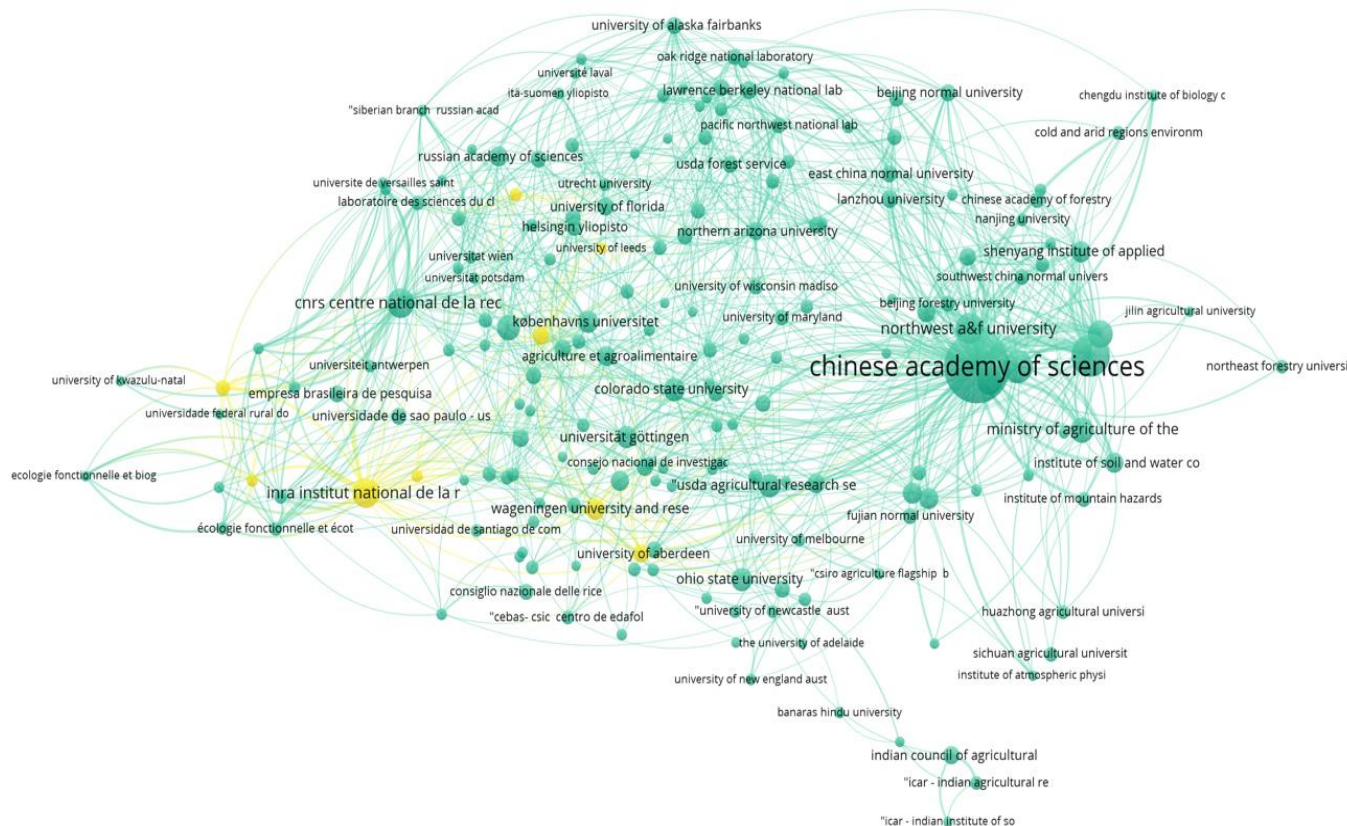 university of alaska fairbanks
oak ridge national laboratory
université laval
ita-suomen yliopisto
lawrence berkeley national lab
beijing normal university
chengdu institute of biology c
"siberian branch  russian acad
pacific northwest national lab
cold and arid regions environm
russian academy of sciences
usda forest service
east china normal university
universite de versailles saint
utrecht university
laboratoire des sciences du cl
university of florida
lanzhou university
chinese academy of forestry
nanjing university
helsingin yliopisto
northern arizona university
university of leeds
shenyang institute of applied
universitat wien
southwest china normal univers
universität potsdam
university of wisconsin madiso
cnrs centre national de la rec
beijing forestry university
jilin agricultural university
københavns universitet
university of maryland
northwest a&f university
agriculture et agroalimentaire
universiteit antwerpen
chinese academy of sciences
northeast forestry universi
university of kwazulu-natal
empresa brasileira de pesquisa
colorado state university
universidade federal rural do
universidade de sao paulo - us
ministry of agriculture of the
universität göttingen
consejo nacional de investigac
institute of soil and water co
ecologie fonctionnelle et biog
"usda agricultural research se
inra institut national de la r
institute of mountain hazards
wageningen university and rese
fujian normal university
écologie fonctionnelle et écot
universidad de santiago de com
university of melbourne
university of aberdeen
"csiro agriculture flagship  b
ohio state university
consiglio nazionale delle rice
"university of newcastle  aust
huazhong agricultural universi
"cebas- csic  centro de edafol
the university of adelaide
sichuan agricultural universit
university of new england aust
institute of atmospheric physi
banaras hindu university
indian council of agricultural
"icar - indian agricultural re
"icar - indian institute of so